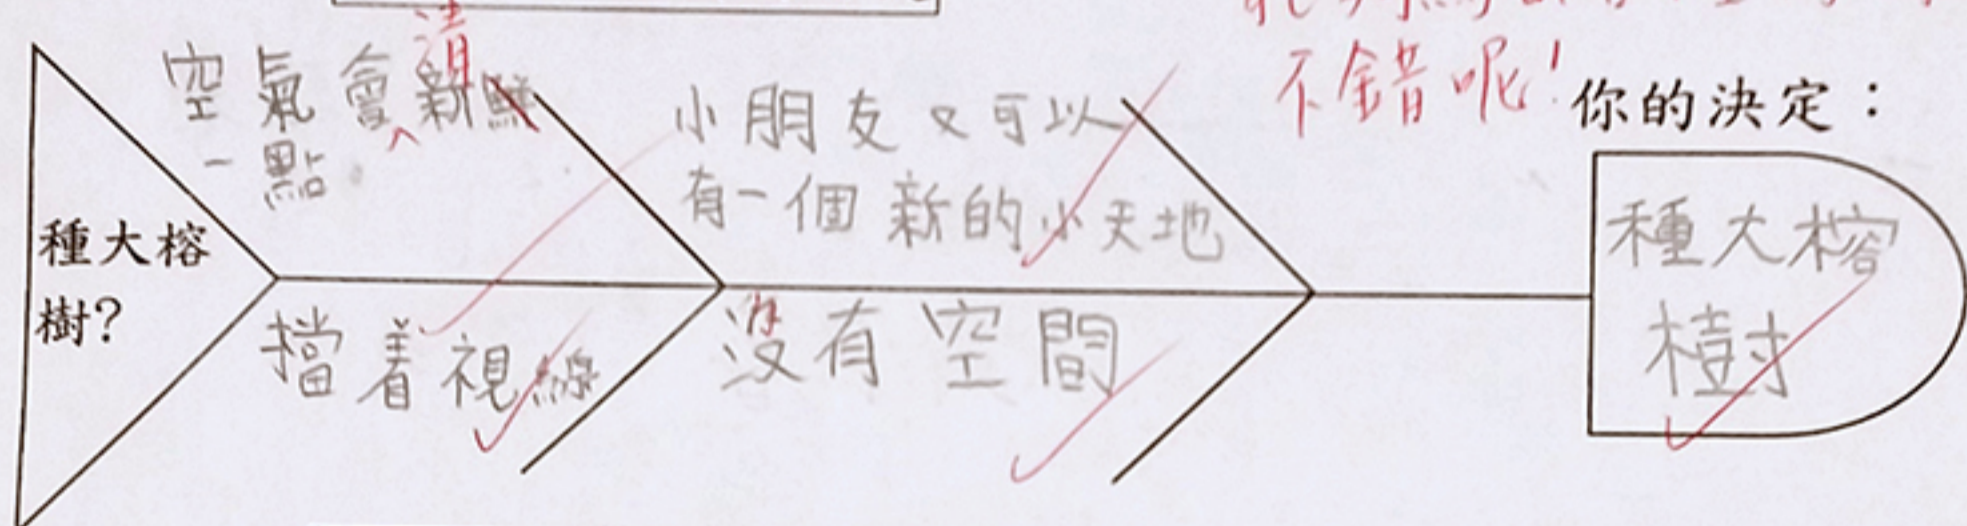 不錯呢！
你的決定：
空氣會清新鮮
一點。
小朋友又可以
有一個新的小天地
種大榕
樹？
擋着視線
沒有空間
種大榕
樹